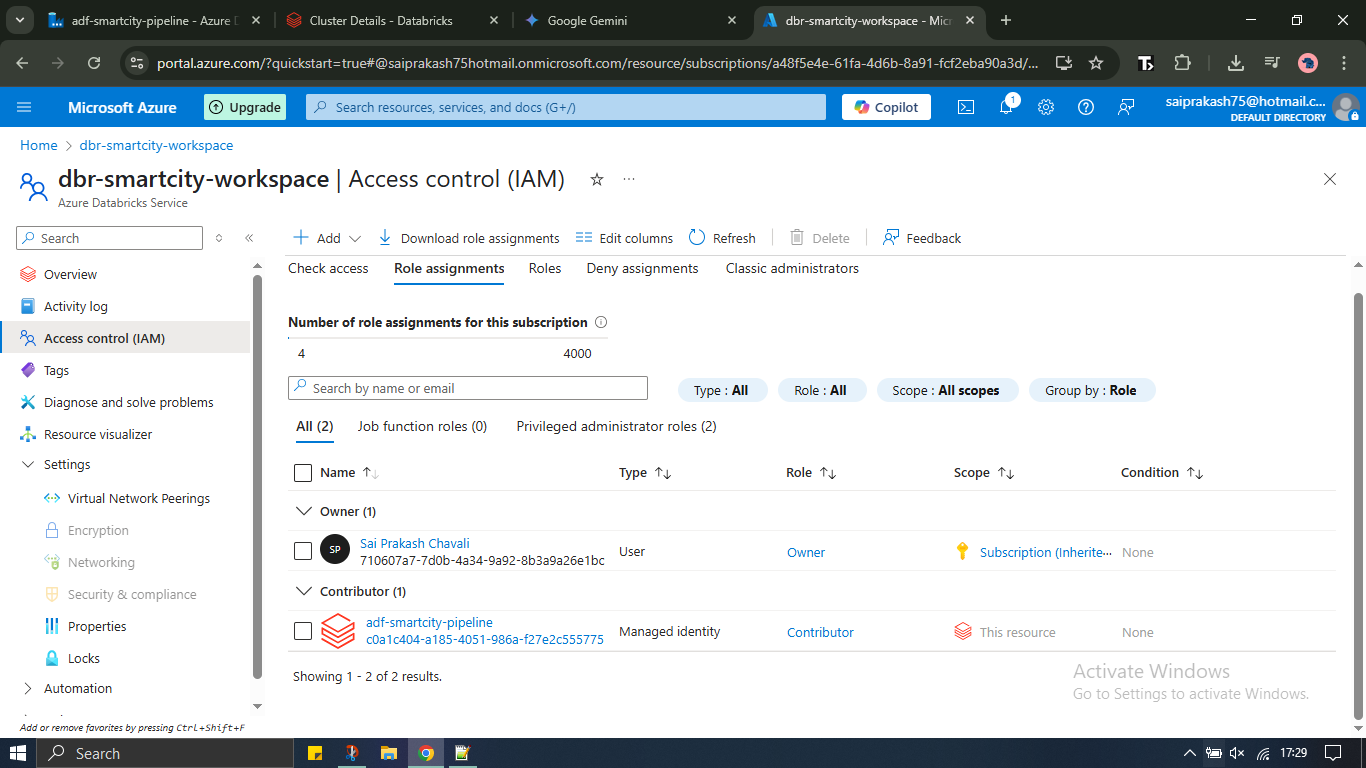 adf-smartcity-pipeline - Azure D
Cluster Details - Databricks
Google Gemini
dbr-smartcity-workspace - Micr
portal.azure.com/?quickstart=true#@saiprakash75hotmail.onmicrosoft.com/resource/subscriptions/a48f5e4e-61fa-4d6b-8a91-fcf2eba90a3d/...
Microsoft Azure
Upgrade
Search resources, services, and docs (G+/)
Copilot
1
saiprakash75@hotmail.c...
DEFAULT DIRECTORY
Home > dbr-smartcity-workspace
dbr-smartcity-workspace | Access control (IAM)
Azure Databricks Service
Search
Add
Download role assignments
Edit columns
Refresh
Delete
Feedback
Overview
Activity log
Access control (IAM)
Tags
Diagnose and solve problems
Resource visualizer
Settings
Virtual Network Peerings
Encryption
Networking
Security & compliance
Properties
Locks
Automation
Add or remove favorites by pressing Ctrl+Shift+F
Check access
Role assignments
Roles
Deny assignments
Classic administrators
Number of role assignments for this subscription
4
4000
Search by name or email
Type : All
Role : All
Scope : All scopes
Group by : Role
All (2)
Job function roles (0)
Privileged administrator roles (2)
Name
Type
Role
Scope
Condition
Owner (1)
SP
Sai Prakash Chavali
710607a7-7d0b-4a34-9a92-8b3a9a26e1bc
User
Owner
Subscription (Inherite...
None
Contributor (1)
adf-smartcity-pipeline
c0a1c404-a185-4051-986a-f27e2c555775
Managed identity
Contributor
This resource
None
Showing 1 - 2 of 2 results.
Activate Windows
Go to Settings to activate Windows.
Search
17:29